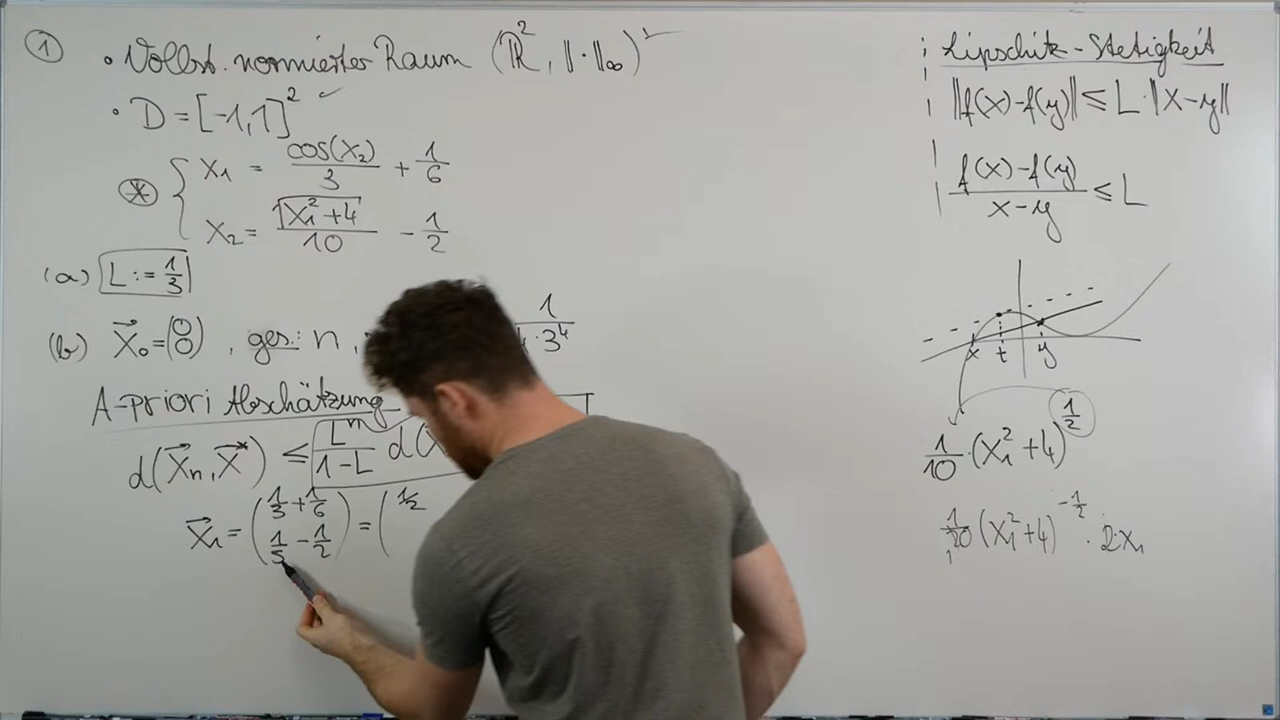 ① • Vollst. normierter Raum (ℝ², ‖·‖∞) ✓
• D = [-1,1]² ✓
⊛ { x₁ = cos(x₂)/3 + 1/6
x₂ = √(x₁²+4)/10 - 1/2
(a) L := 1/3
(b) x⃗₀ = (0 0), ges: n, 1/ ·3⁴
A-priori Abschätzung
d(x⃗ₙ, x⃗*) ≤ Lⁿ/(1-L) d(x⃗
x⃗₁ = (1/3 + 1/6 1/5 - 1/2) = (1/2
Lipschitz-Stetigkeit
‖f(x)-f(y)‖ ≤ L·‖x-y‖
(f(x)-f(y))/(x-y) ≤ L
x t y
1/10·(x₁²+4)^(1/2)
1/20 (x₁²+4)^(-1/2) · 2·x₁